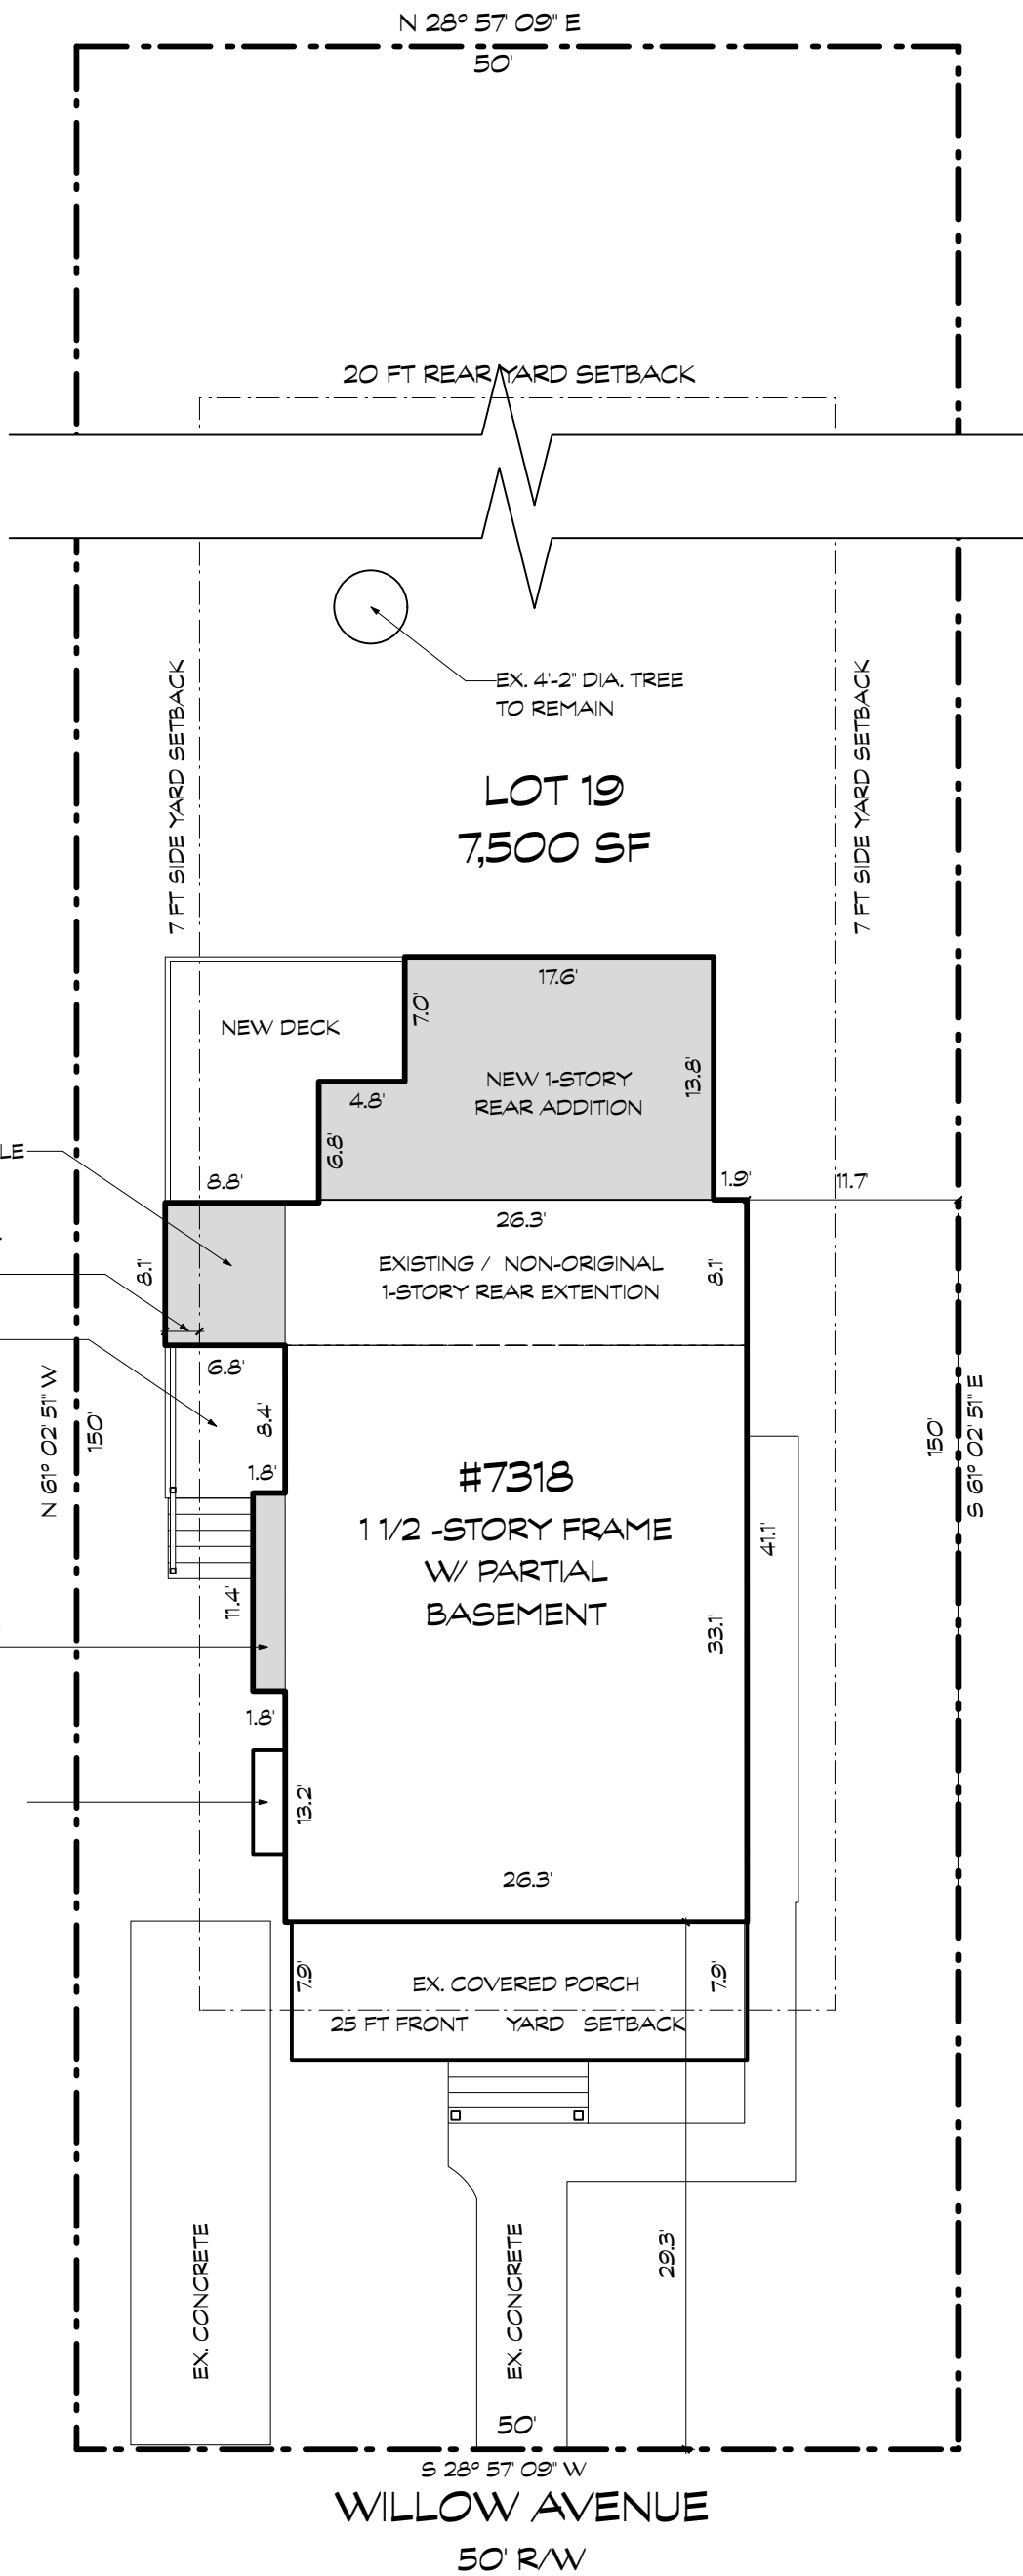 N 28° 57' 09" E
50'
20 FT REAR YARD SETBACK
EX. 4'-2" DIA. TREE
TO REMAIN
7 FT SIDE YARD SETBACK
7 FT SIDE YARD SETBACK
LOT 19
7,500 SF
17.6'
7.0'
NEW DECK
NEW 1-STORY
REAR ADDITION
13.8'
4.8'
6.8'
LE
8.8'
1.9'
11.7'
26.3'
8.1'
EXISTING / NON-ORIGINAL
1-STORY REAR EXTENTION
8.1'
6.8'
8.4'
N 61° 02' 51" W
150'
150'
S 61° 02' 51" E
1.8'
#7318
1 1/2 -STORY FRAME
W/ PARTIAL
BASEMENT
41.1'
11.4'
33.1'
1.8'
13.2'
26.3'
7.9'
EX. COVERED PORCH
7.9'
25 FT FRONT YARD SETBACK
29.3'
EX. CONCRETE
EX. CONCRETE
50'
S 28° 57' 09" W
WILLOW AVENUE
50' R/W